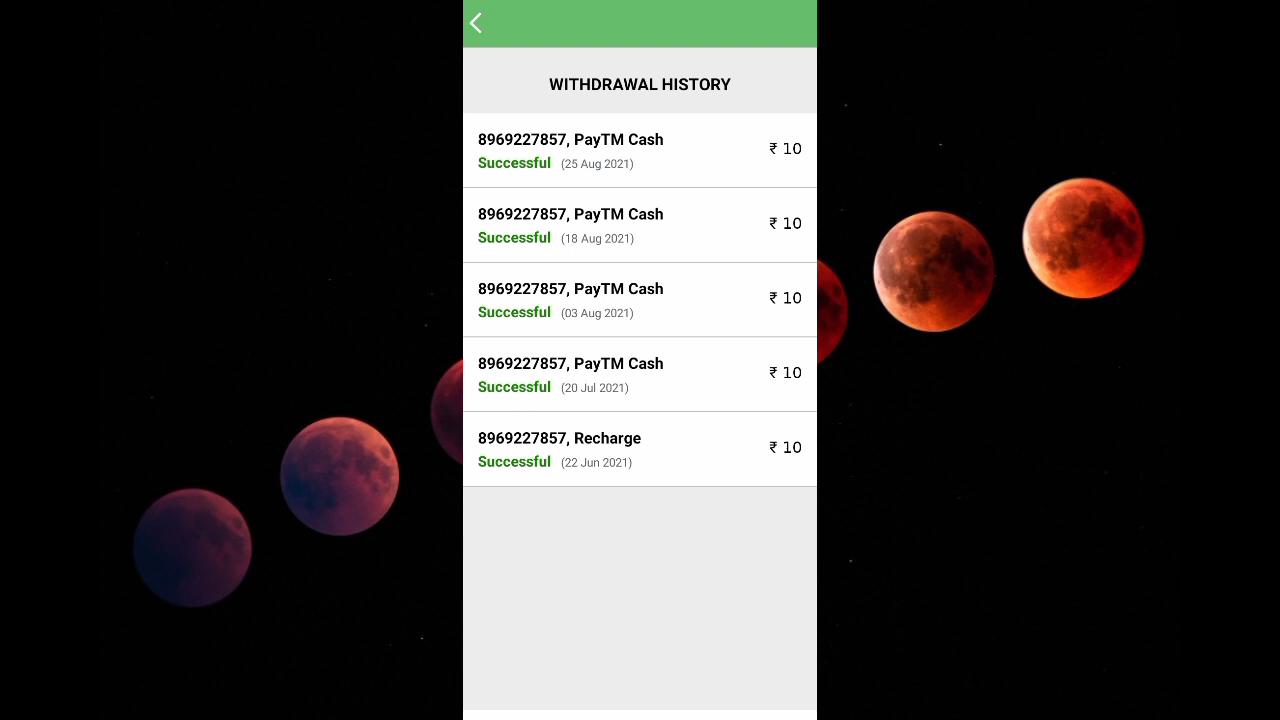 WITHDRAWAL HISTORY
8969227857, PayTM Cash
₹ 10
Successful (25 Aug 2021)
8969227857, PayTM Cash
₹ 10
Successful (18 Aug 2021)
8969227857, PayTM Cash
₹ 10
Successful (03 Aug 2021)
8969227857, PayTM Cash
₹ 10
Successful (20 Jul 2021)
8969227857, Recharge
₹ 10
Successful (22 Jun 2021)